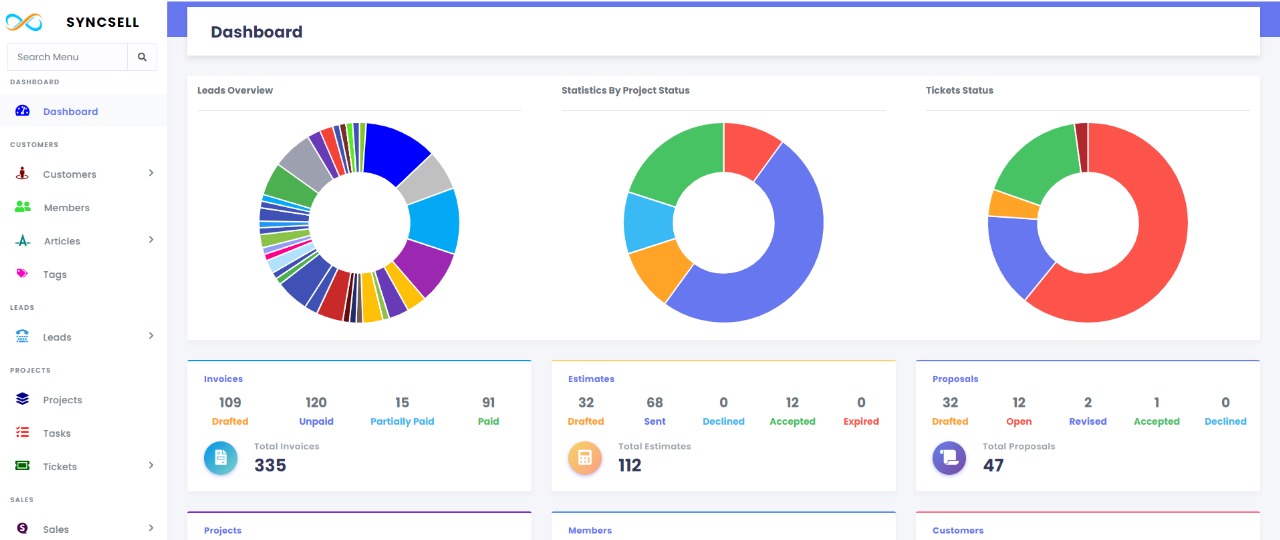 SYNCSELL
Search Menu
DASHBOARD
Dashboard
CUSTOMERS
Customers
Members
Articles
Tags
LEADS
Leads
PROJECTS
Projects
Tasks
Tickets
SALES
Sales
Dashboard
Leads Overview
Statistics By Project Status
Tickets Status
Invoices
109 120 15 91
Drafted Unpaid Partially Paid Paid
Total Invoices
335
Estimates
32 68 0 12 0
Drafted Sent Declined Accepted Expired
Total Estimates
112
Proposals
32 12 2 1 0
Drafted Open Revised Accepted Declined
Total Proposals
47
Projects
Members
Customers